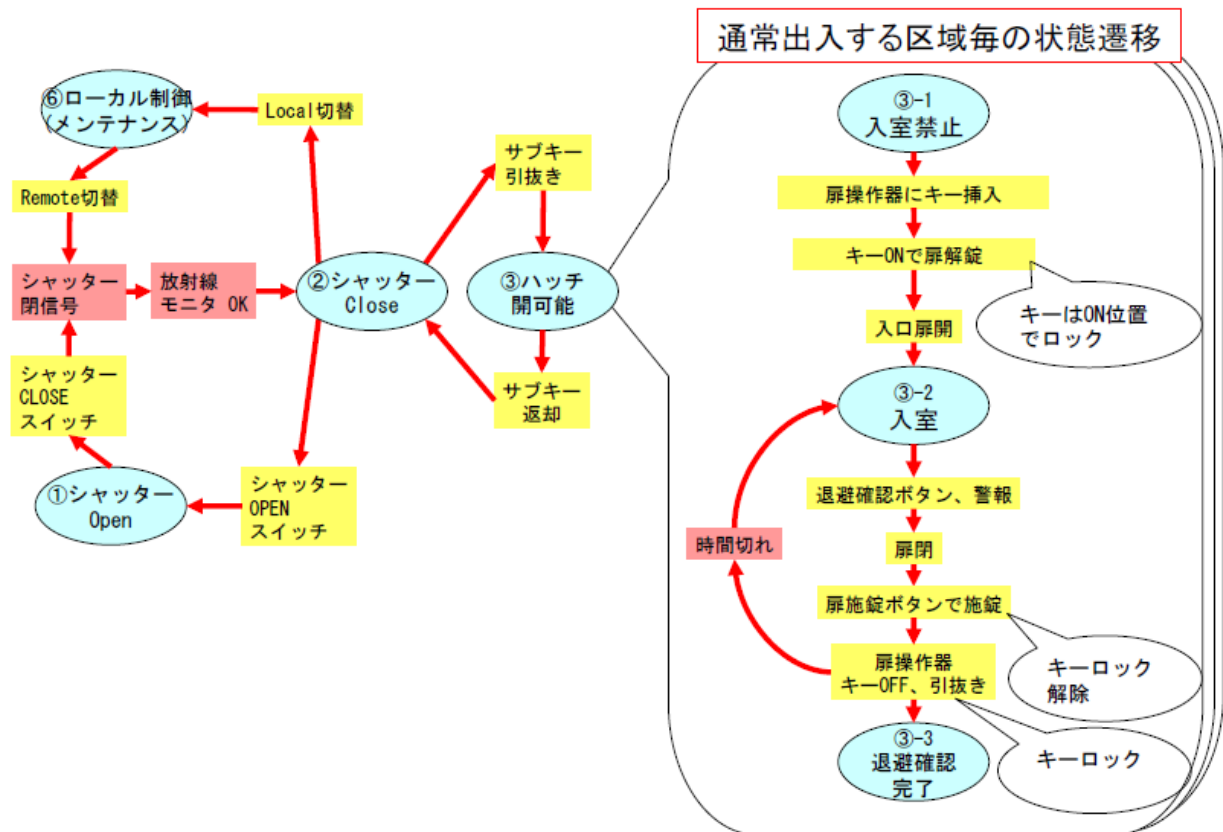 通常出入する区域毎の状態遷移
⑥ローカル制御
(メンテナンス)
Local切替
Remote切替
シャッター
閉信号
放射線
モニタ OK
②シャッター
Close
サブキー
引抜き
③ハッチ
開可能
サブキー
返却
シャッター
CLOSE
スイッチ
①シャッター
Open
シャッター
OPEN
スイッチ
③-1
入室禁止
扉操作器にキー挿入
キーONで扉解錠
キーはON位置
でロック
入口扉開
③-2
入室
退避確認ボタン、警報
時間切れ
扉閉
扉施錠ボタンで施錠
キーロック
解除
扉操作器
キーOFF、引抜き
キーロック
③-3
退避確認
完了